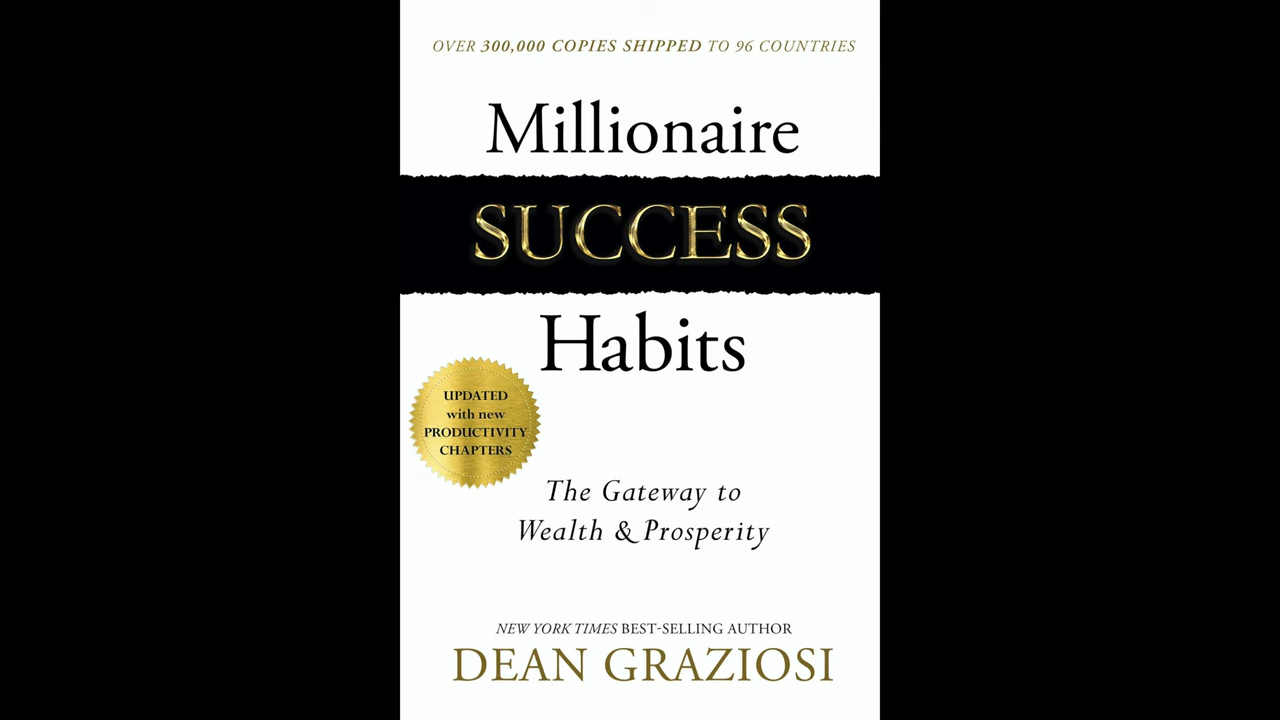 OVER 300,000 COPIES SHIPPED TO 96 COUNTRIES
Millionaire
SUCCESS
Habits
UPDATED
with new
PRODUCTIVITY
CHAPTERS
The Gateway to
Wealth & Prosperity
NEW YORK TIMES BEST-SELLING AUTHOR
DEAN GRAZIOSI